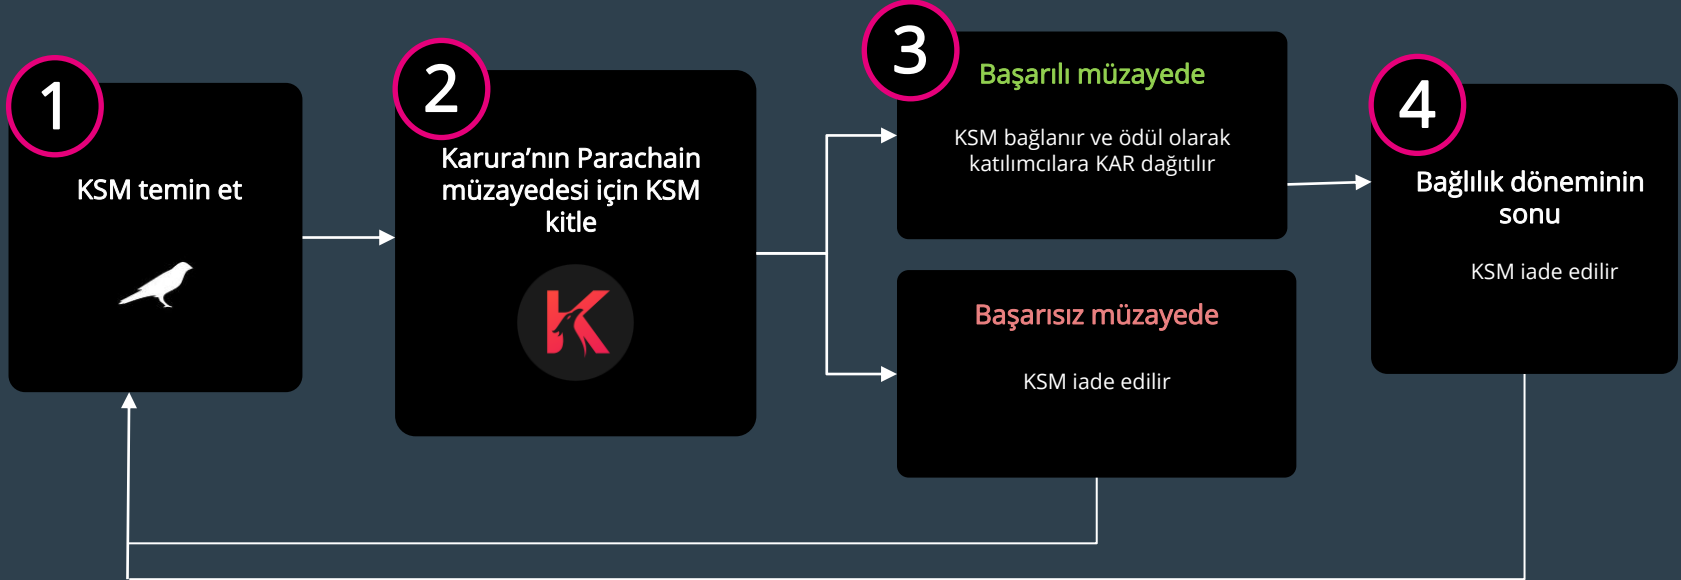 1
KSM temin et
2
Karura’nın Parachain
müzayedesi için KSM
kitle
3
Başarılı müzayede
KSM bağlanır ve ödül olarak
katılımcılara KAR dağıtılır
Başarısız müzayede
KSM iade edilir
4
Bağlılık döneminin
sonu
KSM iade edilir